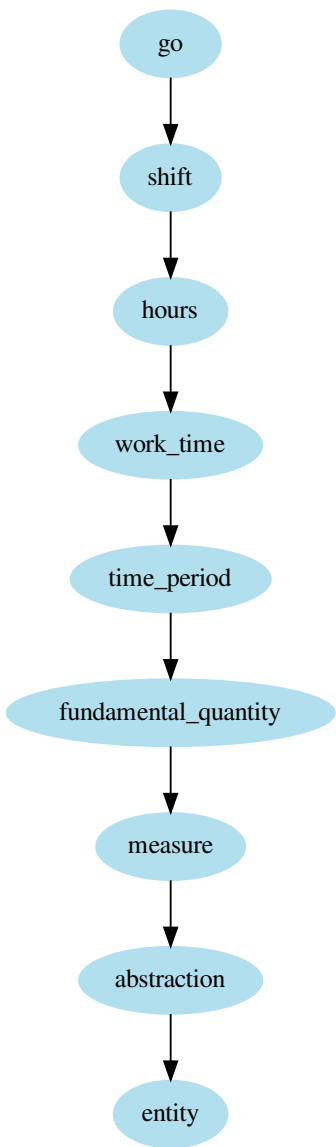 go
shift
hours
work_time
time_period
fundamental_quantity
measure
abstraction
entity